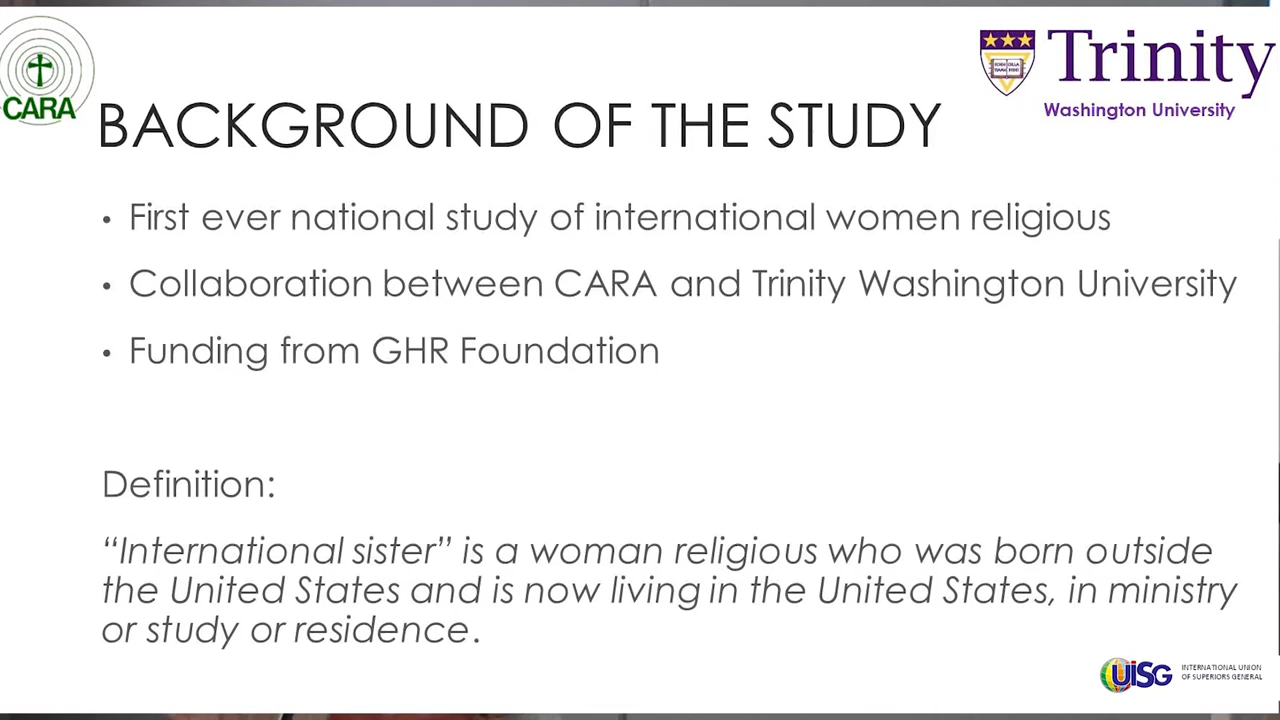 CARA
Trinity
Washington University
BACKGROUND OF THE STUDY
• First ever national study of international women religious
• Collaboration between CARA and Trinity Washington University
• Funding from GHR Foundation
Definition:
“International sister” is a woman religious who was born outside
the United States and is now living in the United States, in ministry
or study or residence.
UISG
INTERNATIONAL UNION
OF SUPERIORS GENERAL